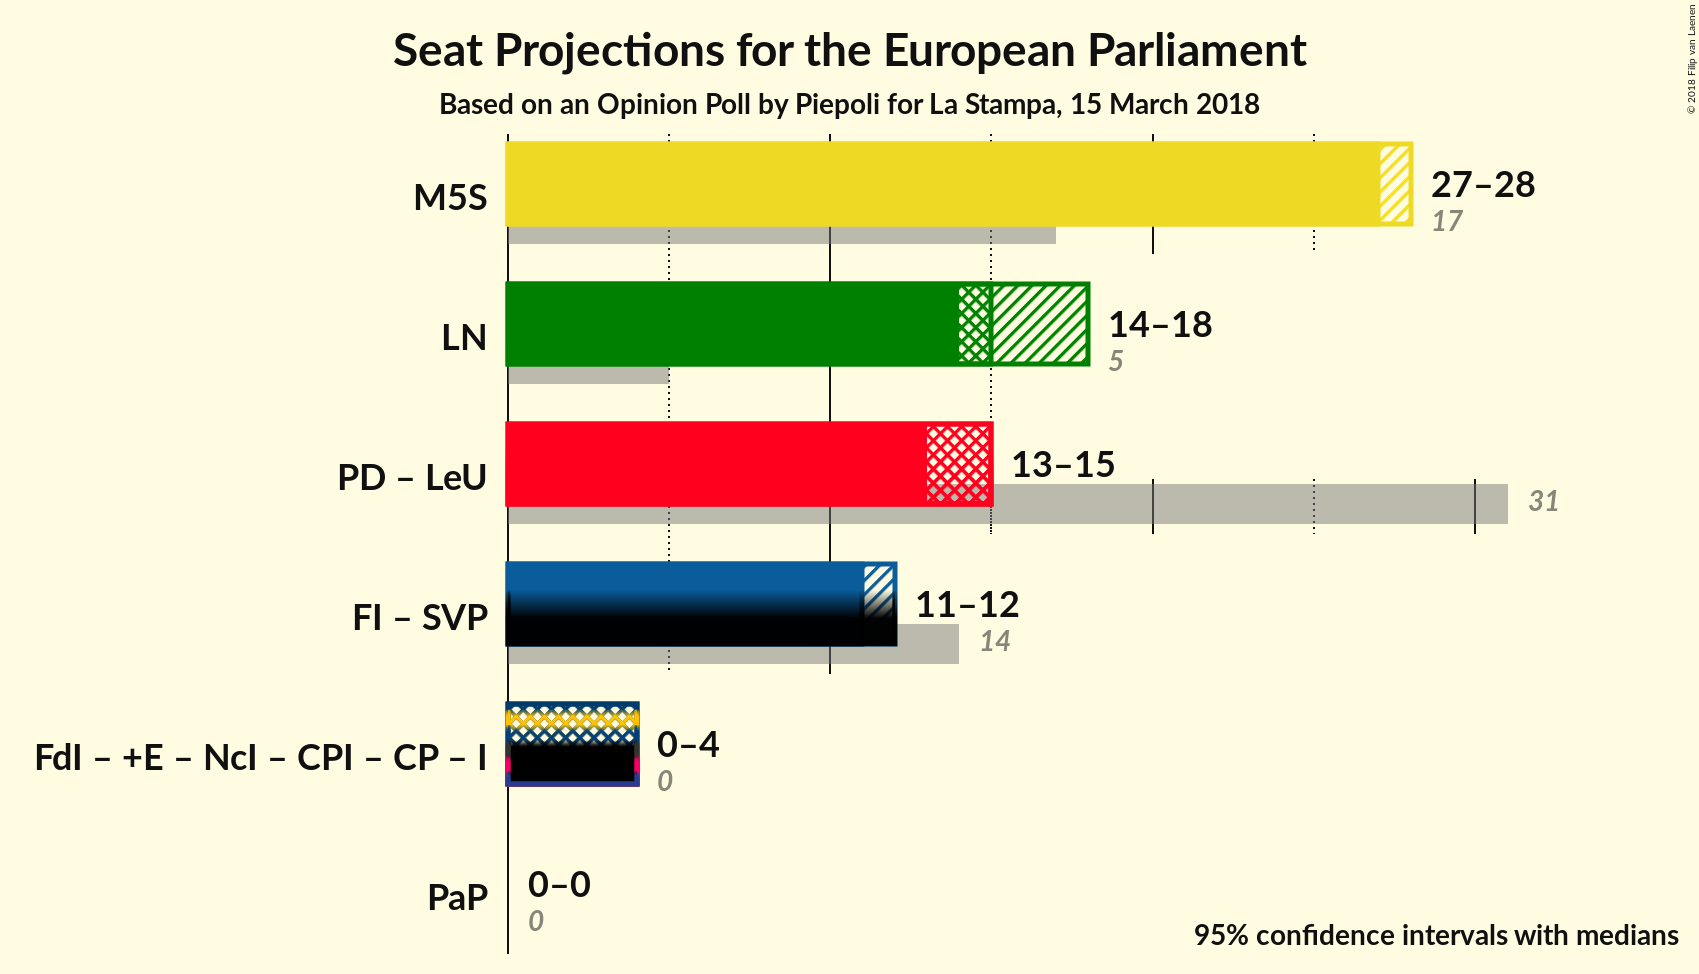 Seat Projections for the European Parliament
Based on an Opinion Poll by Piepoli for La Stampa, 15 March 2018
© 2018 Filip van Laenen
M5S
27–28
17
LN
14–18
5
PD – LeU
13–15
31
FI – SVP
11–12
14
FdI – +E – NcI – CPI – CP – I
0–4
0
PaP
0–0
0
95% confidence intervals with medians